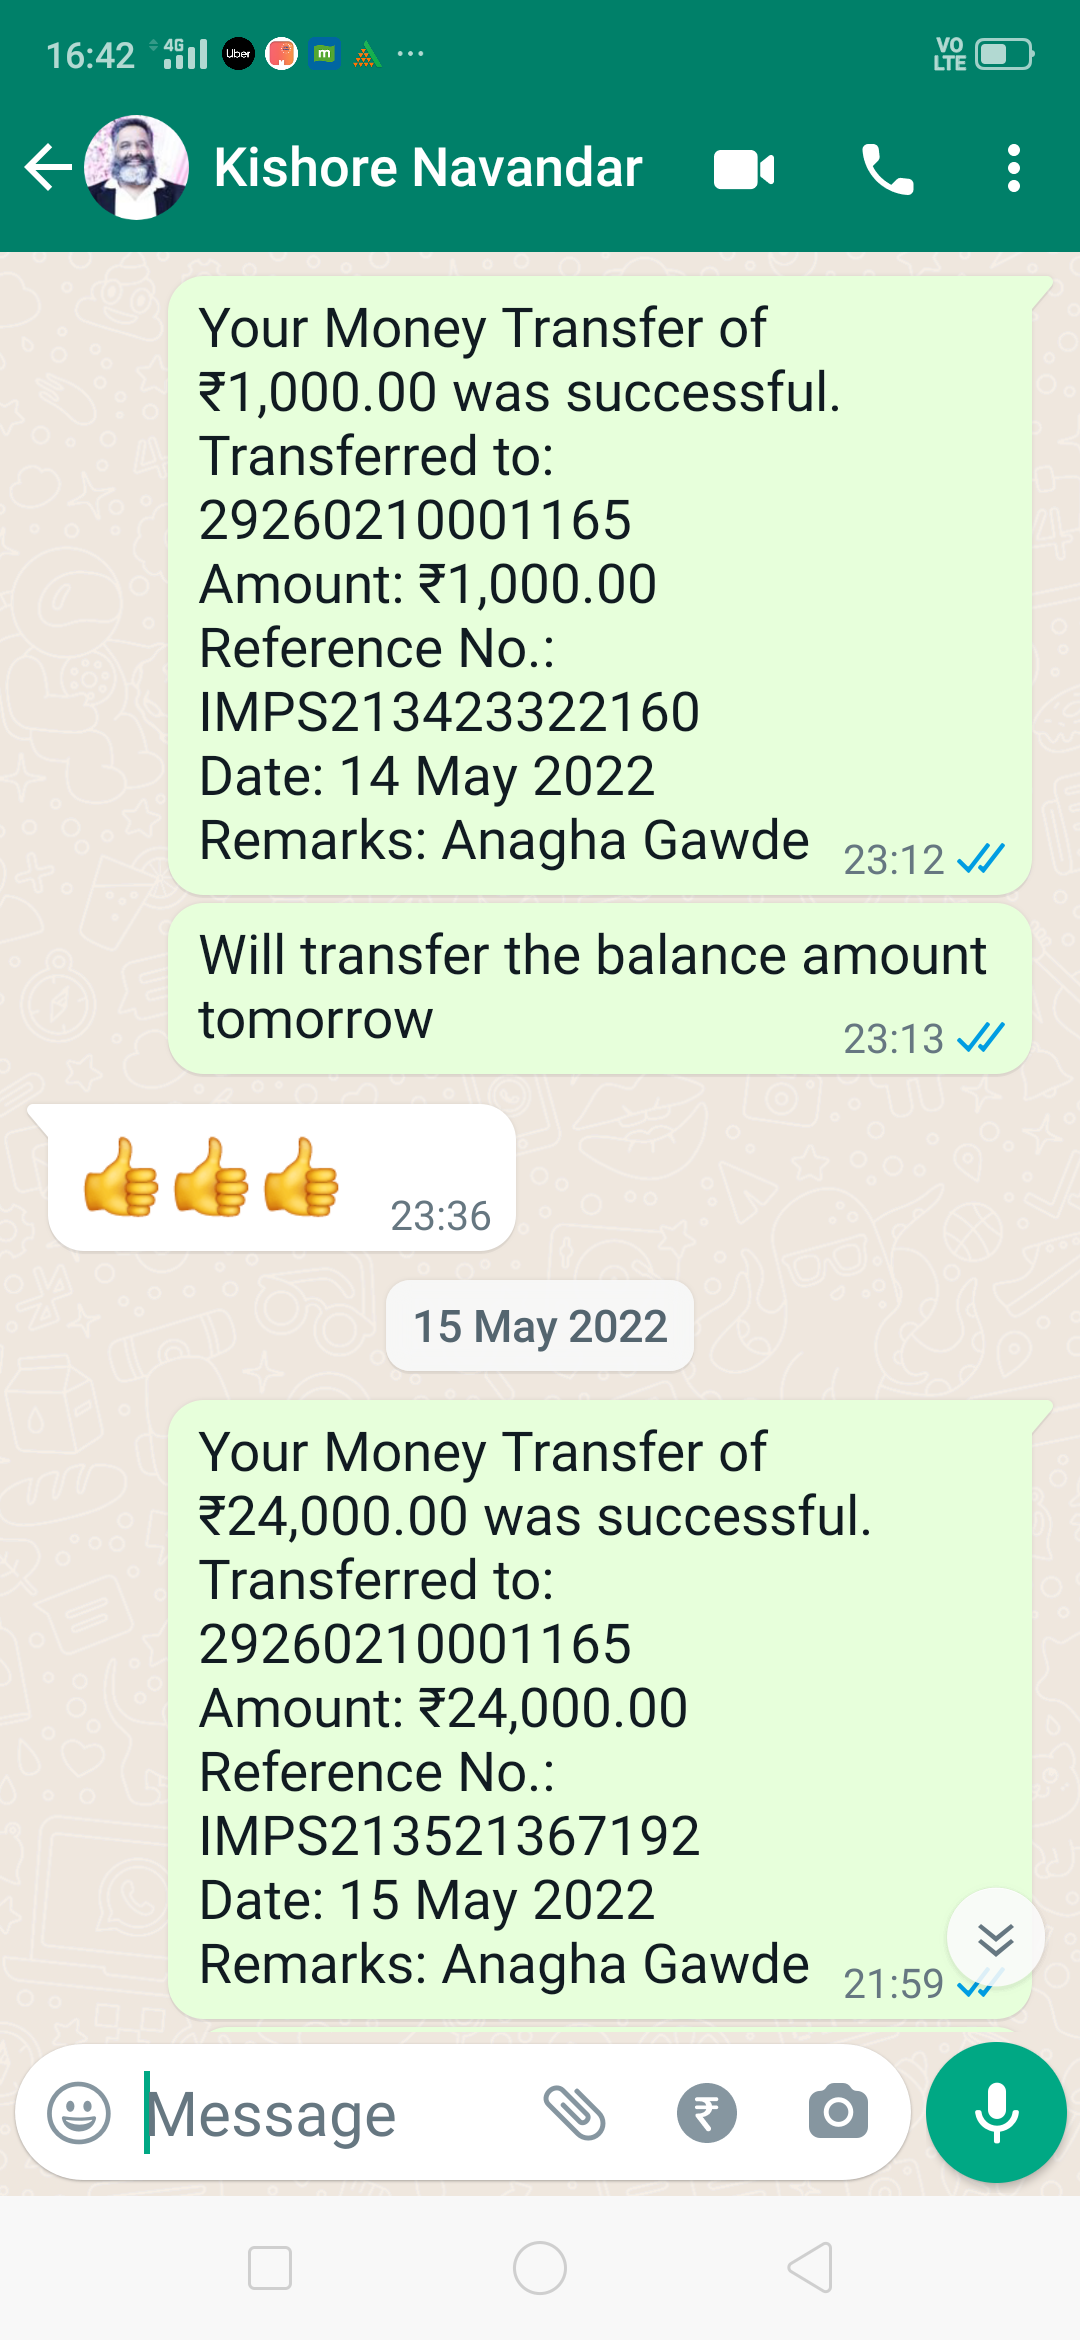 16:42 4G Uber m ... VO
LTE
Kishore Navandar
Your Money Transfer of
₹1,000.00 was successful.
Transferred to:
29260210001165
Amount: ₹1,000.00
Reference No.:
IMPS213423322160
Date: 14 May 2022
Remarks: Anagha Gawde 23:12
Will transfer the balance amount
tomorrow 23:13
👍👍👍 23:36
15 May 2022
Your Money Transfer of
₹24,000.00 was successful.
Transferred to:
29260210001165
Amount: ₹24,000.00
Reference No.:
IMPS213521367192
Date: 15 May 2022
Remarks: Anagha Gawde 21:59
Message ₹